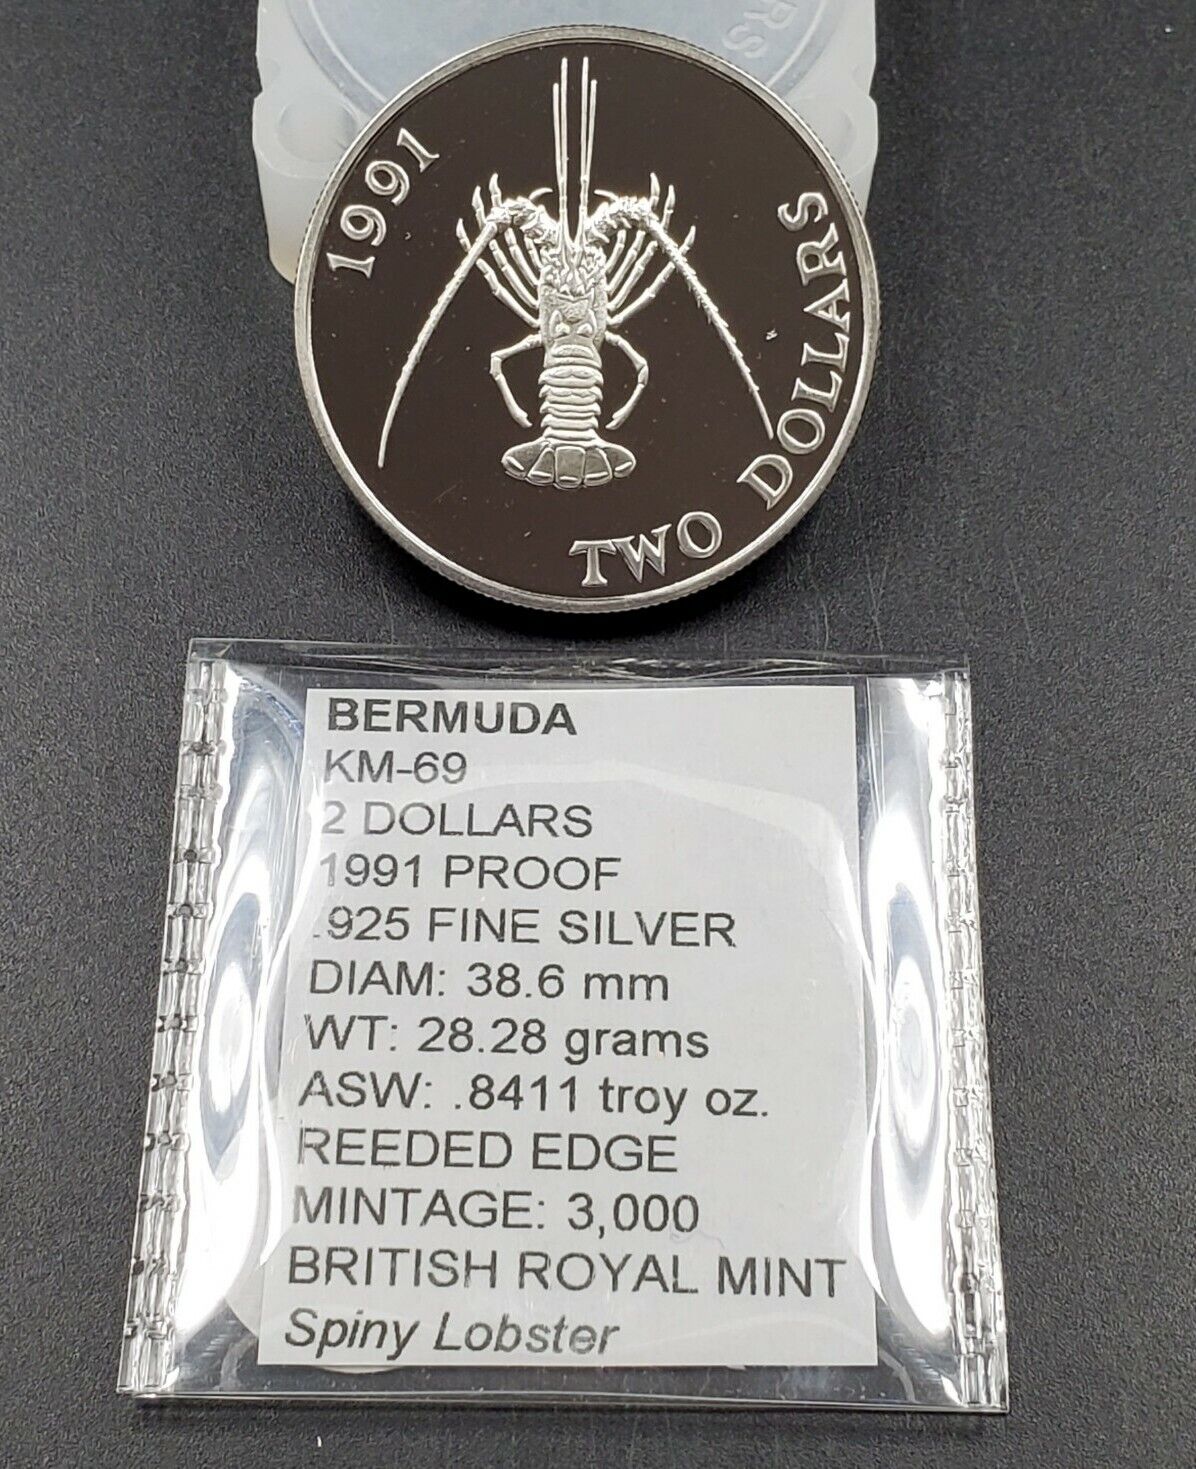 RS
1991
TWO DOLLARS
BERMUDA
KM-69
2 DOLLARS
1991 PROOF
.925 FINE SILVER
DIAM: 38.6 mm
WT: 28.28 grams
ASW: .8411 troy oz.
REEDED EDGE
MINTAGE: 3,000
BRITISH ROYAL MINT
Spiny Lobster